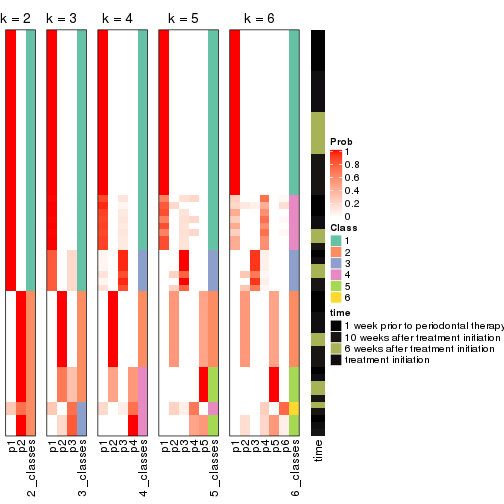 k = 2
k = 3
k = 4
k = 5
k = 6
Prob
1
0.8
0.6
0.4
0.2
0
Class
1
2
3
4
5
6
time
1 week prior to periodontal therapy
10 weeks after treatment initiation
6 weeks after treatment initiation
treatment initiation
p1
p2
2_classes
p1
p2
p3
3_classes
p1
p2
p3
p4
4_classes
p1
p2
p3
p4
p5
5_classes
p1
p2
p3
p4
p5
p6
6_classes
time